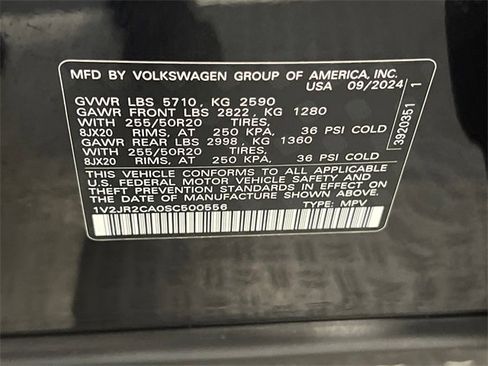 MFD BY VOLKSWAGEN GROUP OF AMERICA, INC.
USA 09/2024
GVWR LBS 5710, KG 2590
GAWR FRONT LBS 2822, KG 1280
WITH 255/50R20 TIRES,
8JX20 RIMS, AT 250 KPA, 36 PSI COLD
GAWR REAR LBS 2998, KG 1360
WITH 255/50R20 TIRES,
8JX20 RIMS, AT 250 KPA, 36 PSI COLD
THIS VEHICLE CONFORMS TO ALL APPLICABLE
U.S. FEDERAL MOTOR VEHICLE SAFETY AND
THEFT PREVENTION STANDARDS IN EFFECT ON THE
DATE OF MANUFACTURE SHOWN ABOVE.
1V2JR2CA0SC500556 TYPE: MPV
3920351 1